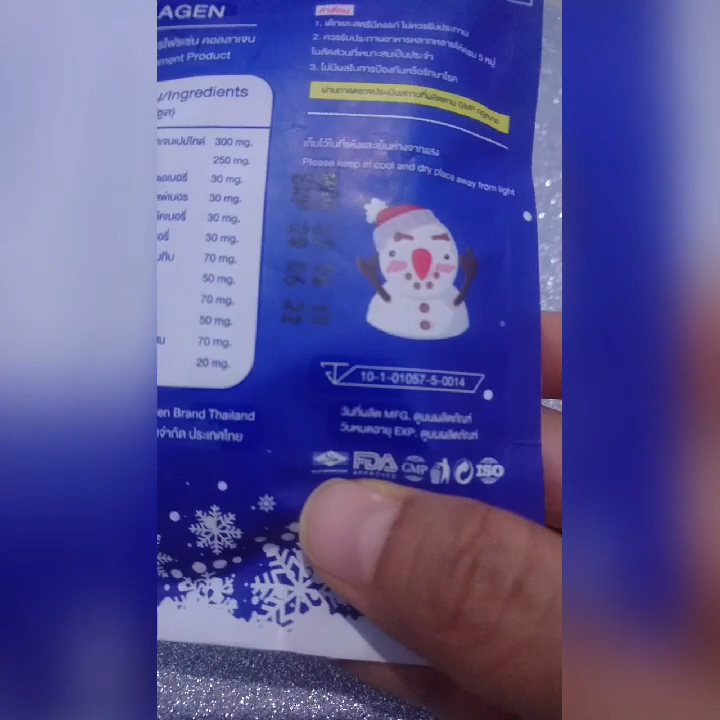 AGEN
คอลลาเจน
ment Product
/Ingredients
300 mg.
250 mg.
30 mg.
30 mg.
30 mg.
30 mg.
70 mg.
50 mg.
70 mg.
50 mg.
70 mg.
20 mg.
en Brand Thailand
จำกัด ประเทศไทย
คำเตือน
1. เด็กและสตรีมีครรภ์ ไม่ควรรับประทาน
2. ควรรับประทานอาหารหลากหลายให้ครบ 5 หมู่
ในสัดส่วนที่เหมาะสมเป็นประจำ
3. ไม่มีผลในการป้องกันหรือรักษาโรค
ผ่านการตรวจประเมินสถานที่ผลิตตาม GMP กฎหมาย
เก็บไว้ในที่แห้งและเย็นห่างจากแสง
Please keep in cool and dry place away from light
10-1-01057-5-0014
วันที่ผลิต MFG. ดูบนผลิตภัณฑ์
วันหมดอายุ EXP. ดูบนผลิตภัณฑ์
FDA
APPROVED
GMP
ISO